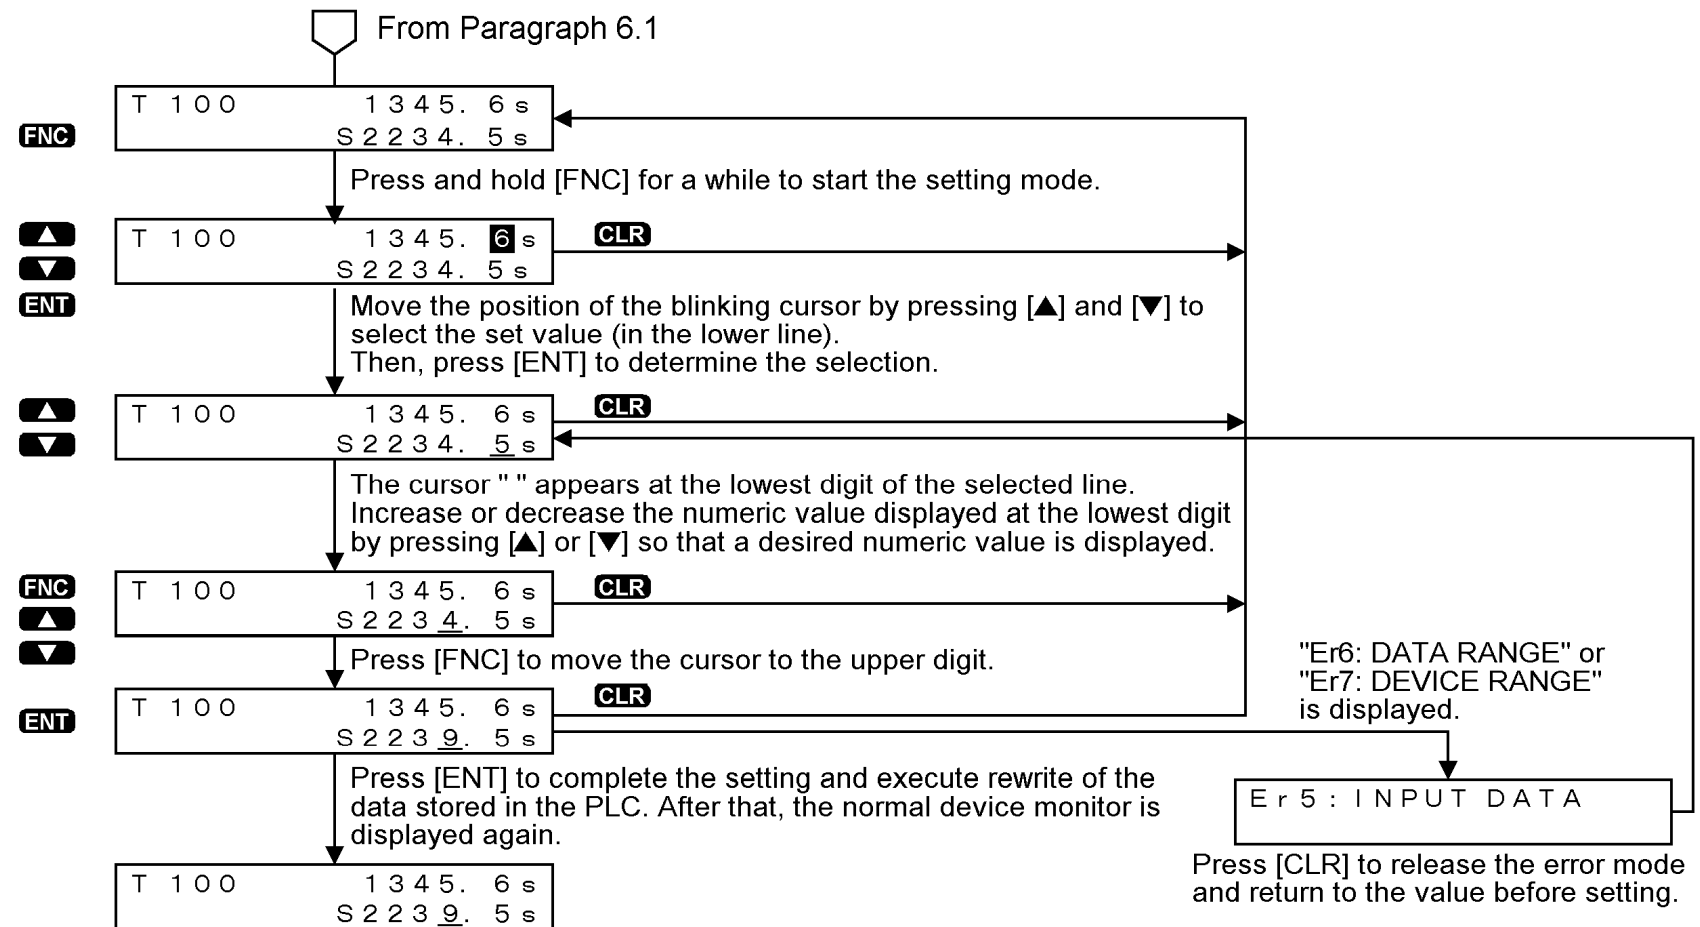 From Paragraph 6.1
T 100 1345. 6s
FNC
S2234. 5s
Press and hold [FNC] for a while to start the setting mode.
▲
T 100 1345. 6s
CLR
▼
S2234. 5s
ENT
Move the position of the blinking cursor by pressing [▲] and [▼] to
select the set value (in the lower line).
Then, press [ENT] to determine the selection.
▲
T 100 1345. 6s
CLR
▼
S2234. 5s
The cursor " " appears at the lowest digit of the selected line.
Increase or decrease the numeric value displayed at the lowest digit
by pressing [▲] or [▼] so that a desired numeric value is displayed.
FNC
T 100 1345. 6s
CLR
▲
S2234. 5s
▼
Press [FNC] to move the cursor to the upper digit.
T 100 1345. 6s
CLR
ENT
S2239. 5s
"Er6: DATA RANGE" or
"Er7: DEVICE RANGE"
is displayed.
Press [ENT] to complete the setting and execute rewrite of the
data stored in the PLC. After that, the normal device monitor is
displayed again.
Er5: INPUT DATA
Press [CLR] to release the error mode
and return to the value before setting.
T 100 1345. 6s
S2239. 5s